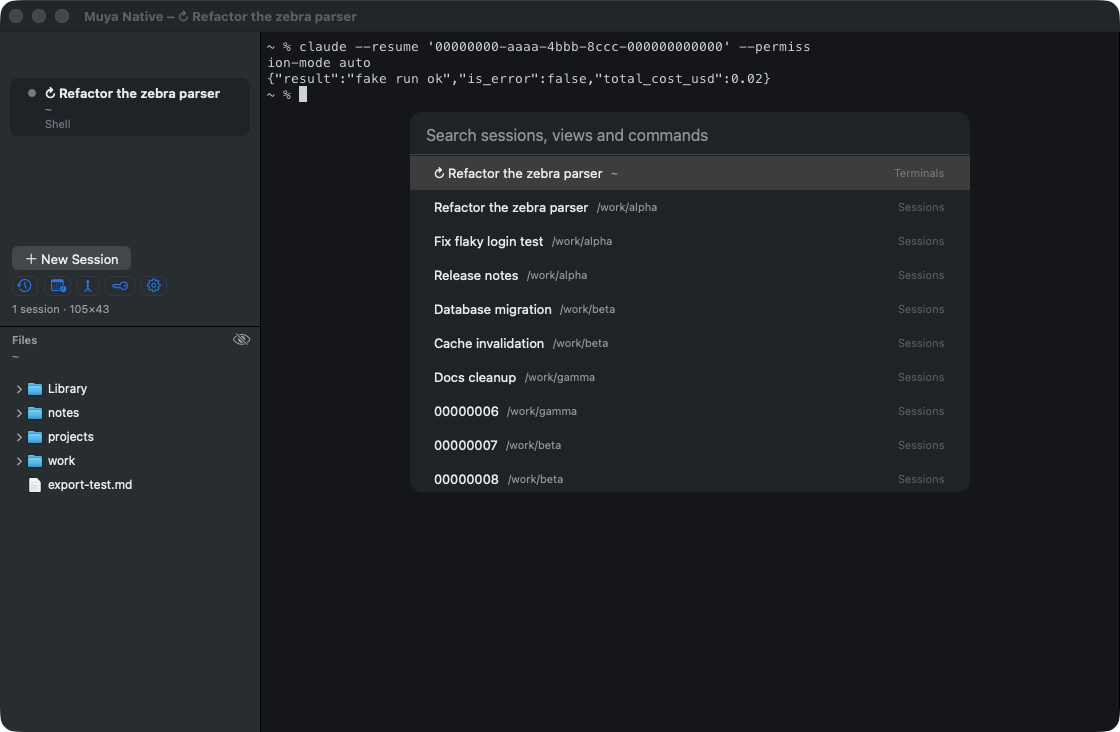 Muya Native – ↻ Refactor the zebra parser
↻ Refactor the zebra parser
~
Shell
+ New Session
1 session · 105×43
Files
~
Library
notes
projects
work
export-test.md
~ % claude --resume '00000000-aaaa-4bbb-8ccc-000000000000' --permiss
ion-mode auto
{"result":"fake run ok","is_error":false,"total_cost_usd":0.02}
~ %
Search sessions, views and commands
↻ Refactor the zebra parser ~ Terminals
Refactor the zebra parser /work/alpha Sessions
Fix flaky login test /work/alpha Sessions
Release notes /work/alpha Sessions
Database migration /work/beta Sessions
Cache invalidation /work/beta Sessions
Docs cleanup /work/gamma Sessions
00000006 /work/gamma Sessions
00000007 /work/beta Sessions
00000008 /work/beta Sessions